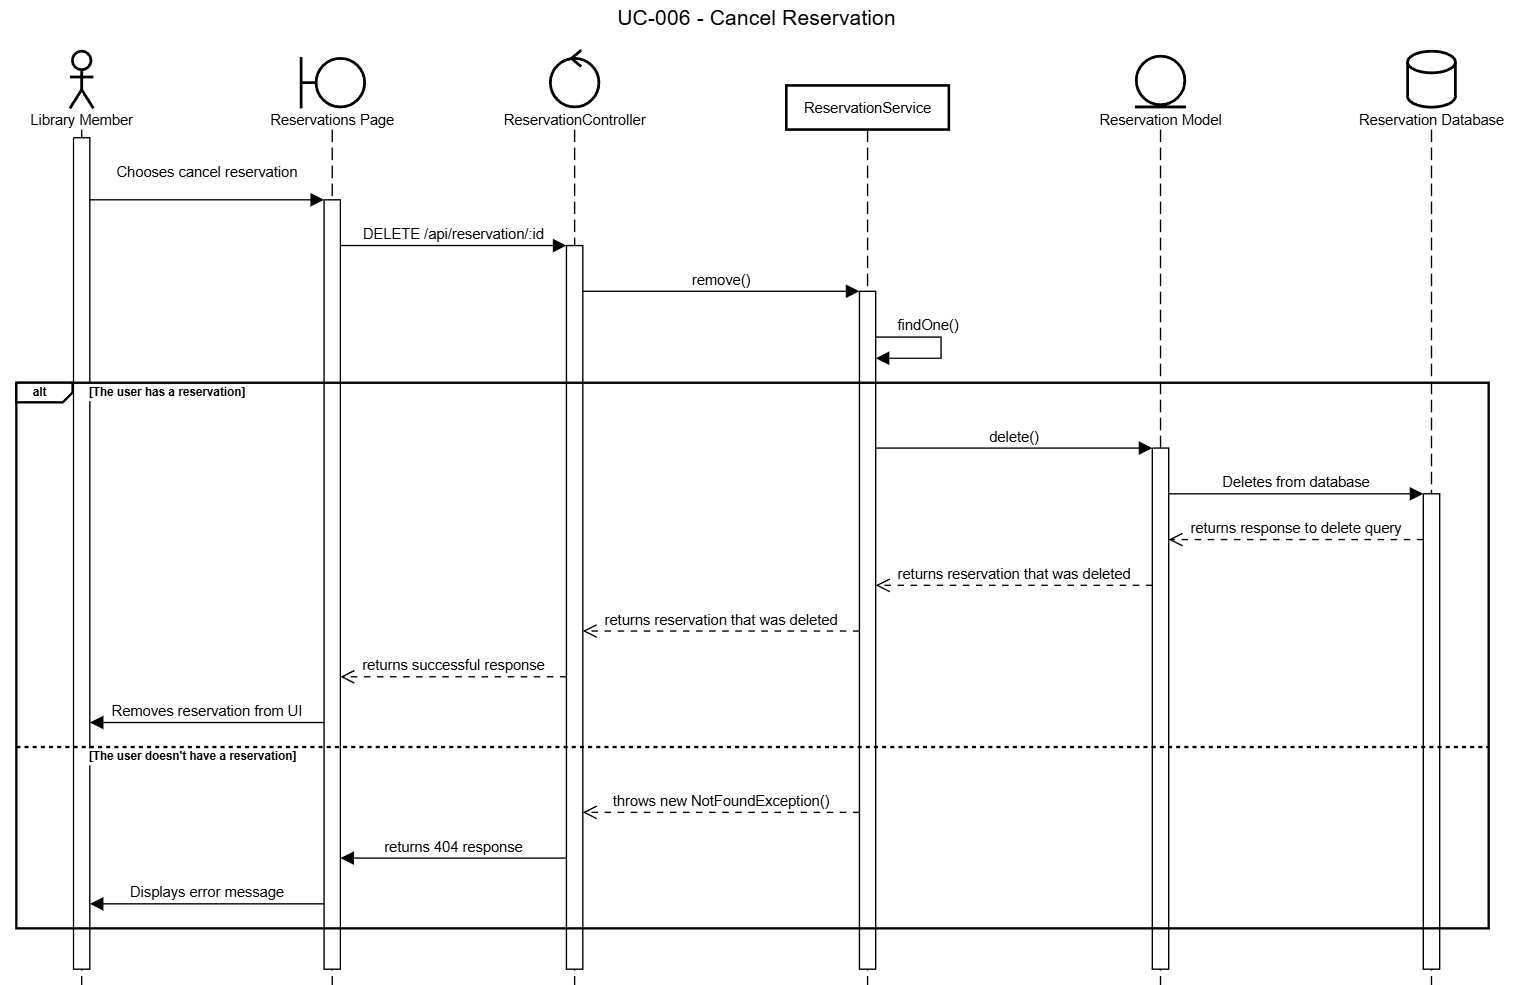 UC-006 - Cancel Reservation
Library Member
Reservations Page
ReservationController
ReservationService
Reservation Model
Reservation Database
Chooses cancel reservation
DELETE /api/reservation/:id
remove()
findOne()
alt
[The user has a reservation]
delete()
Deletes from database
returns response to delete query
returns reservation that was deleted
returns reservation that was deleted
returns successful response
Removes reservation from UI
[The user doesn't have a reservation]
throws new NotFoundException()
returns 404 response
Displays error message